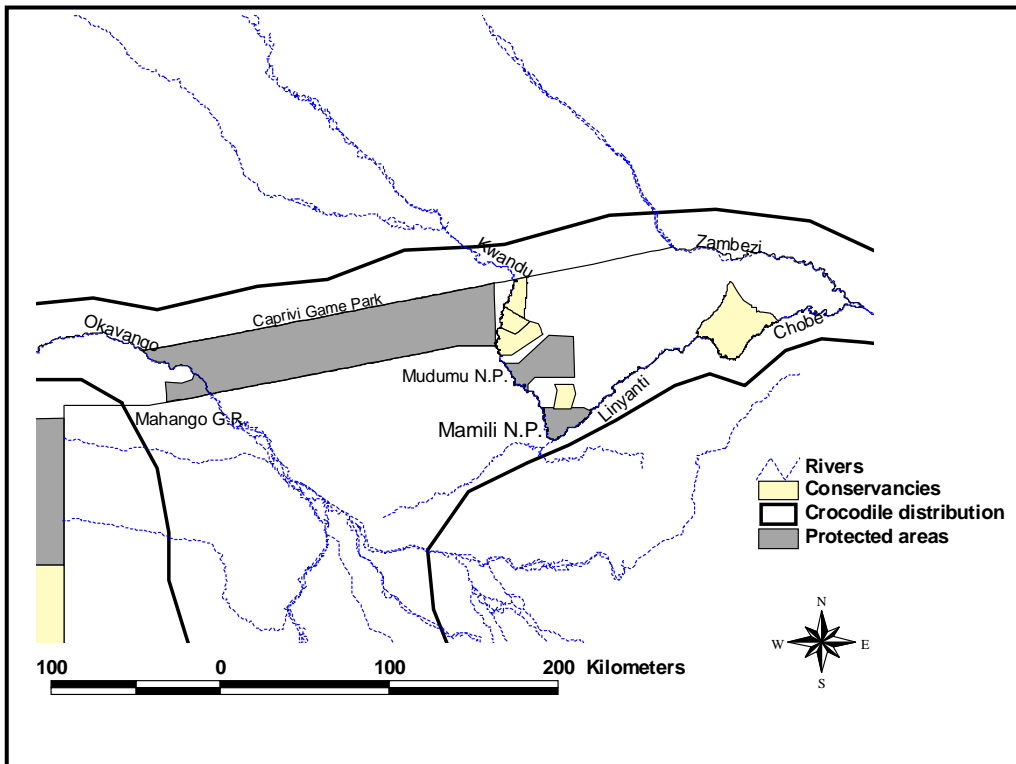 Zambezi
Kwandu
Caprivi Game Park
Okavango
Chobe
Mudumu N.P.
Linyanti
Mahango G.R.
Mamili N.P.
Rivers
Conservancies
Crocodile distribution
Protected areas
N
W E
S
100 0 100 200 Kilometers